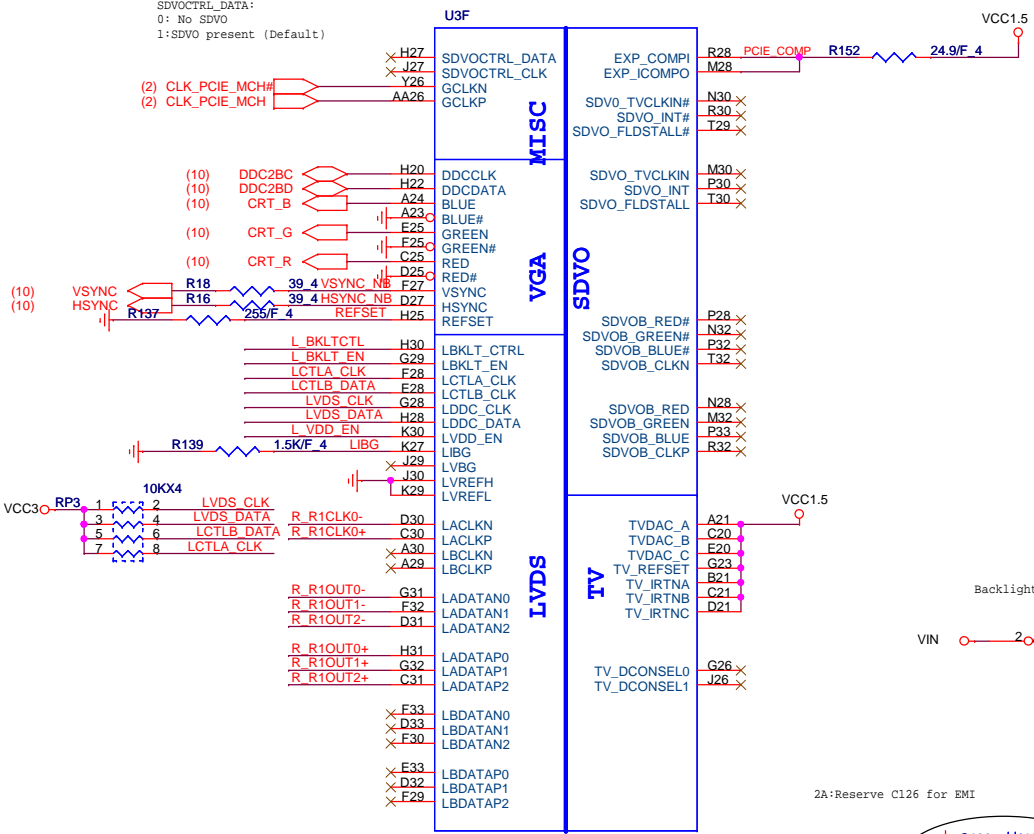 SDVOCTRL_DATA:
0: No SDVO
1:SDVO present (Default)
U3F
VCC1.5
H27 SDVOCTRL_DATA
J27 SDVOCTRL_CLK
(2) CLK_PCIE_MCH# Y26 GCLKN
(2) CLK_PCIE_MCH AA26 GCLKP
MISC
EXP_COMPI R28 PCIE_COMP R152 24.9/F_4
EXP_ICOMPO M28
SDV0_TVCLKIN# N30
SDVO_INT# R30
SDVO_FLDSTALL# T29
SDVO_TVCLKIN M30
SDVO_INT P30
SDVO_FLDSTALL T30
(10) DDC2BC H20 DDCCLK
(10) DDC2BD H22 DDCDATA
(10) CRT_B A24 BLUE
A23 BLUE#
(10) CRT_G E25 GREEN
F25 GREEN#
(10) CRT_R C25 RED
D25 RED#
(10) VSYNC R18 39_4 VSYNC_NB F27 VSYNC
(10) HSYNC R16 39_4 HSYNC_NB D27 HSYNC
R137 255/F_4 REFSET H25 REFSET
VGA
SDVO
SDVOB_RED# P28
SDVOB_GREEN# N32
SDVOB_BLUE# P32
SDVOB_CLKN T32
SDVOB_RED N28
SDVOB_GREEN M32
SDVOB_BLUE P33
SDVOB_CLKP R32
L_BKLTCTL H30 LBKLT_CTRL
L_BKLT_EN G29 LBKLT_EN
LCTLA_CLK F28 LCTLA_CLK
LCTLB_DATA E28 LCTLB_CLK
LVDS_CLK G28 LDDC_CLK
LVDS_DATA H28 LDDC_DATA
L_VDD_EN K30 LVDD_EN
R139 1.5K/F_4 LIBG K27 LIBG
J29 LVBG
J30 LVREFH
K29 LVREFL
10KX4
VCC3 RP3 1 2 LVDS_CLK
3 4 LVDS_DATA
5 6 LCTLB_DATA
7 8 LCTLA_CLK
R_R1CLK0- D30 LACLKN
R_R1CLK0+ C30 LACLKP
A30 LBCLKN
A29 LBCLKP
R_R1OUT0- G31 LADATAN0
R_R1OUT1- F32 LADATAN1
R_R1OUT2- D31 LADATAN2
R_R1OUT0+ H31 LADATAP0
R_R1OUT1+ G32 LADATAP1
R_R1OUT2+ C31 LADATAP2
F33 LBDATAN0
D33 LBDATAN1
F30 LBDATAN2
E33 LBDATAP0
D32 LBDATAP1
F29 LBDATAP2
LVDS
TV
VCC1.5
TVDAC_A A21
TVDAC_B C20
TVDAC_C E20
TV_REFSET G23
TV_IRTNA B21
TV_IRTNB C21
TV_IRTNC D21
TV_DCONSEL0 G26
TV_DCONSEL1 J26
Backlight
VIN 2
2A:Reserve C126 for EMI